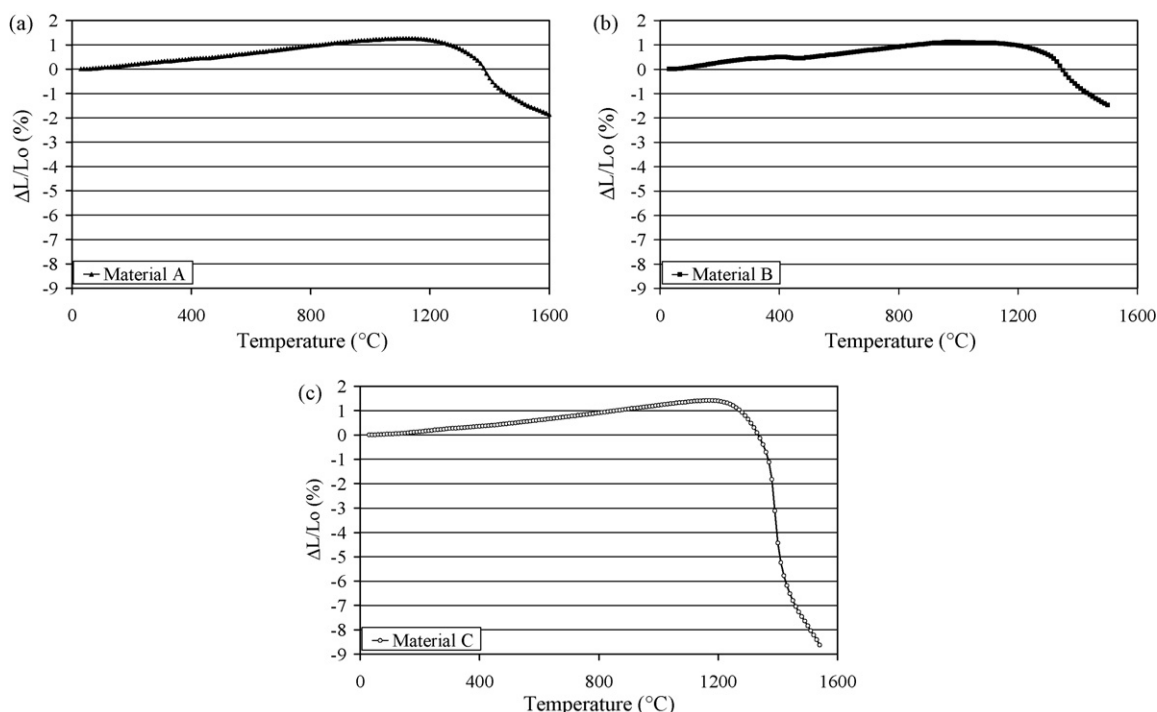 (a)
2
1
0
-1
-2
-3
-4
-5
-6
-7
-8
-9
ΔL/Lo (%)
Material A
0 400 800 1200 1600
Temperature (°C)
(b)
2
1
0
-1
-2
-3
-4
-5
-6
-7
-8
-9
ΔL/Lo (%)
Material B
0 400 800 1200 1600
Temperature (°C)
(c)
2
1
0
-1
-2
-3
-4
-5
-6
-7
-8
-9
ΔL/Lo (%)
Material C
0 400 800 1200 1600
Temperature (°C)